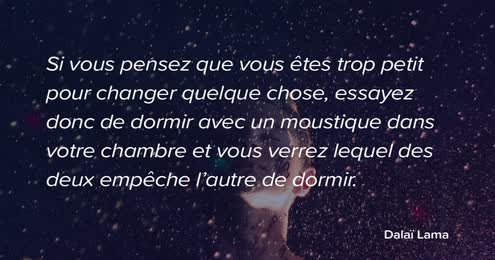 Si vous pensez que vous êtes trop petit
pour changer quelque chose, essayez
donc de dormir avec un moustique dans
votre chambre et vous verrez lequel des
deux empêche l’autre de dormir.
Dalaï Lama